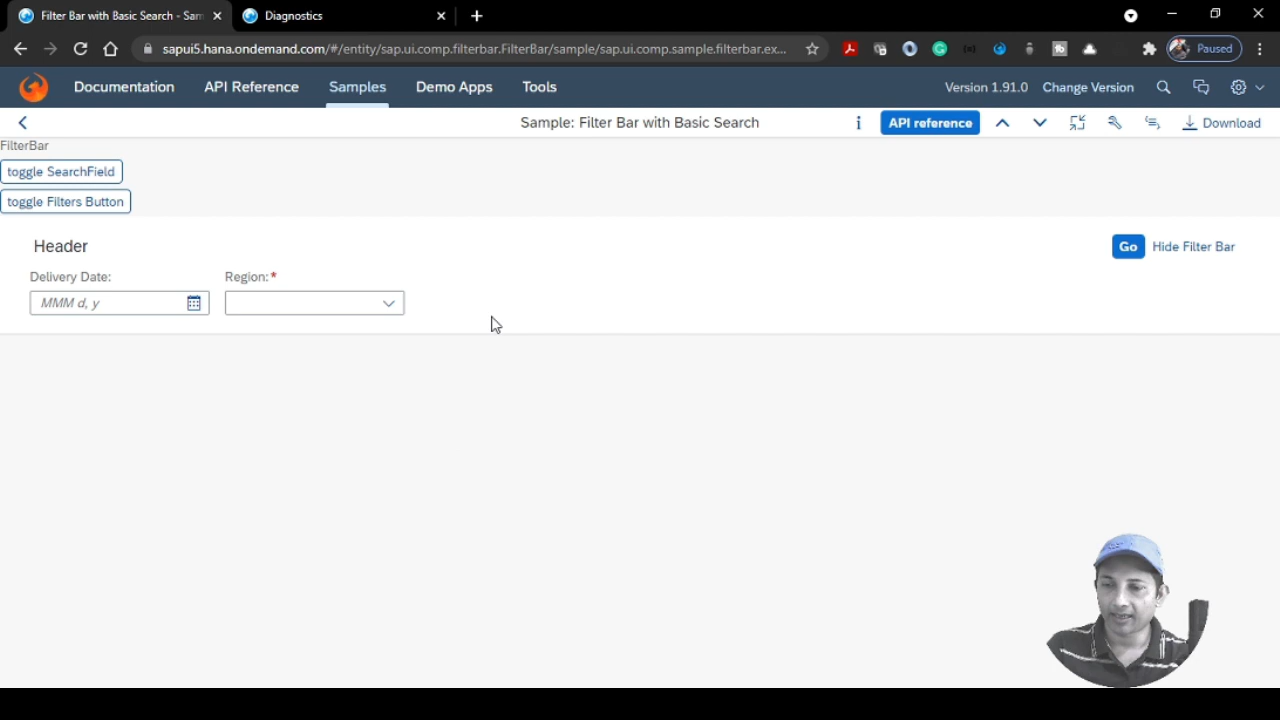 Filter Bar with Basic Search - Sam
Diagnostics
sapui5.hana.ondemand.com/#/entity/sap.ui.comp.filterbar.FilterBar/sample/sap.ui.comp.sample.filterbar.ex...
Paused
Documentation
API Reference
Samples
Demo Apps
Tools
Version 1.91.0
Change Version
Sample: Filter Bar with Basic Search
API reference
Download
FilterBar
toggle SearchField
toggle Filters Button
Header
Go
Hide Filter Bar
Delivery Date:
Region:*
MMM d, y